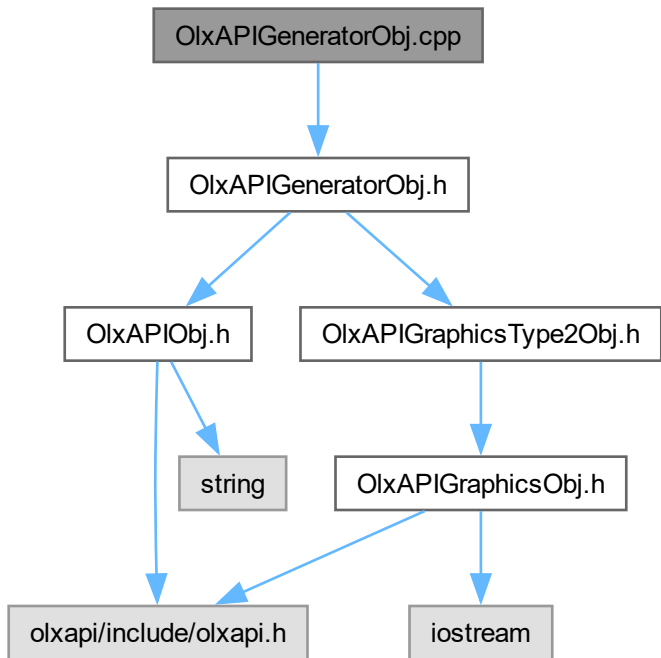 OlxAPIGeneratorObj.cpp
OlxAPIGeneratorObj.h
OlxAPIObj.h
OlxAPIGraphicsType2Obj.h
string
OlxAPIGraphicsObj.h
olxapi/include/olxapi.h
iostream